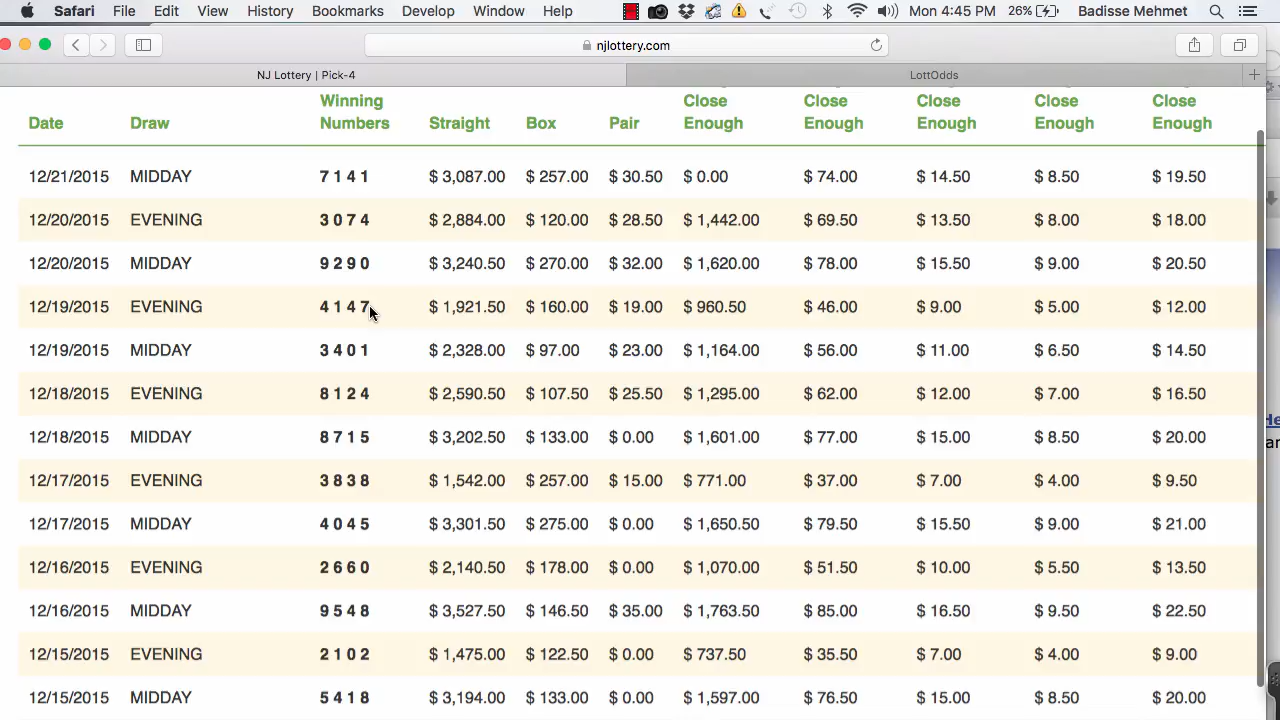 Safari File Edit View History Bookmarks Develop Window Help Mon 4:45 PM 26% Badisse Mehmet
njlottery.com
NJ Lottery | Pick-4 LottOdds
Winning Close Close Close Close Close
Date Draw Numbers Straight Box Pair Enough Enough Enough Enough Enough
12/21/2015 MIDDAY 7 1 4 1 $ 3,087.00 $ 257.00 $ 30.50 $ 0.00 $ 74.00 $ 14.50 $ 8.50 $ 19.50
12/20/2015 EVENING 3 0 7 4 $ 2,884.00 $ 120.00 $ 28.50 $ 1,442.00 $ 69.50 $ 13.50 $ 8.00 $ 18.00
12/20/2015 MIDDAY 9 2 9 0 $ 3,240.50 $ 270.00 $ 32.00 $ 1,620.00 $ 78.00 $ 15.50 $ 9.00 $ 20.50
12/19/2015 EVENING 4 1 4 7 $ 1,921.50 $ 160.00 $ 19.00 $ 960.50 $ 46.00 $ 9.00 $ 5.00 $ 12.00
12/19/2015 MIDDAY 3 4 0 1 $ 2,328.00 $ 97.00 $ 23.00 $ 1,164.00 $ 56.00 $ 11.00 $ 6.50 $ 14.50
12/18/2015 EVENING 8 1 2 4 $ 2,590.50 $ 107.50 $ 25.50 $ 1,295.00 $ 62.00 $ 12.00 $ 7.00 $ 16.50
12/18/2015 MIDDAY 8 7 1 5 $ 3,202.50 $ 133.00 $ 0.00 $ 1,601.00 $ 77.00 $ 15.00 $ 8.50 $ 20.00
12/17/2015 EVENING 3 8 3 8 $ 1,542.00 $ 257.00 $ 15.00 $ 771.00 $ 37.00 $ 7.00 $ 4.00 $ 9.50
12/17/2015 MIDDAY 4 0 4 5 $ 3,301.50 $ 275.00 $ 0.00 $ 1,650.50 $ 79.50 $ 15.50 $ 9.00 $ 21.00
12/16/2015 EVENING 2 6 6 0 $ 2,140.50 $ 178.00 $ 0.00 $ 1,070.00 $ 51.50 $ 10.00 $ 5.50 $ 13.50
12/16/2015 MIDDAY 9 5 4 8 $ 3,527.50 $ 146.50 $ 35.00 $ 1,763.50 $ 85.00 $ 16.50 $ 9.50 $ 22.50
12/15/2015 EVENING 2 1 0 2 $ 1,475.00 $ 122.50 $ 0.00 $ 737.50 $ 35.50 $ 7.00 $ 4.00 $ 9.00
12/15/2015 MIDDAY 5 4 1 8 $ 3,194.00 $ 133.00 $ 0.00 $ 1,597.00 $ 76.50 $ 15.00 $ 8.50 $ 20.00